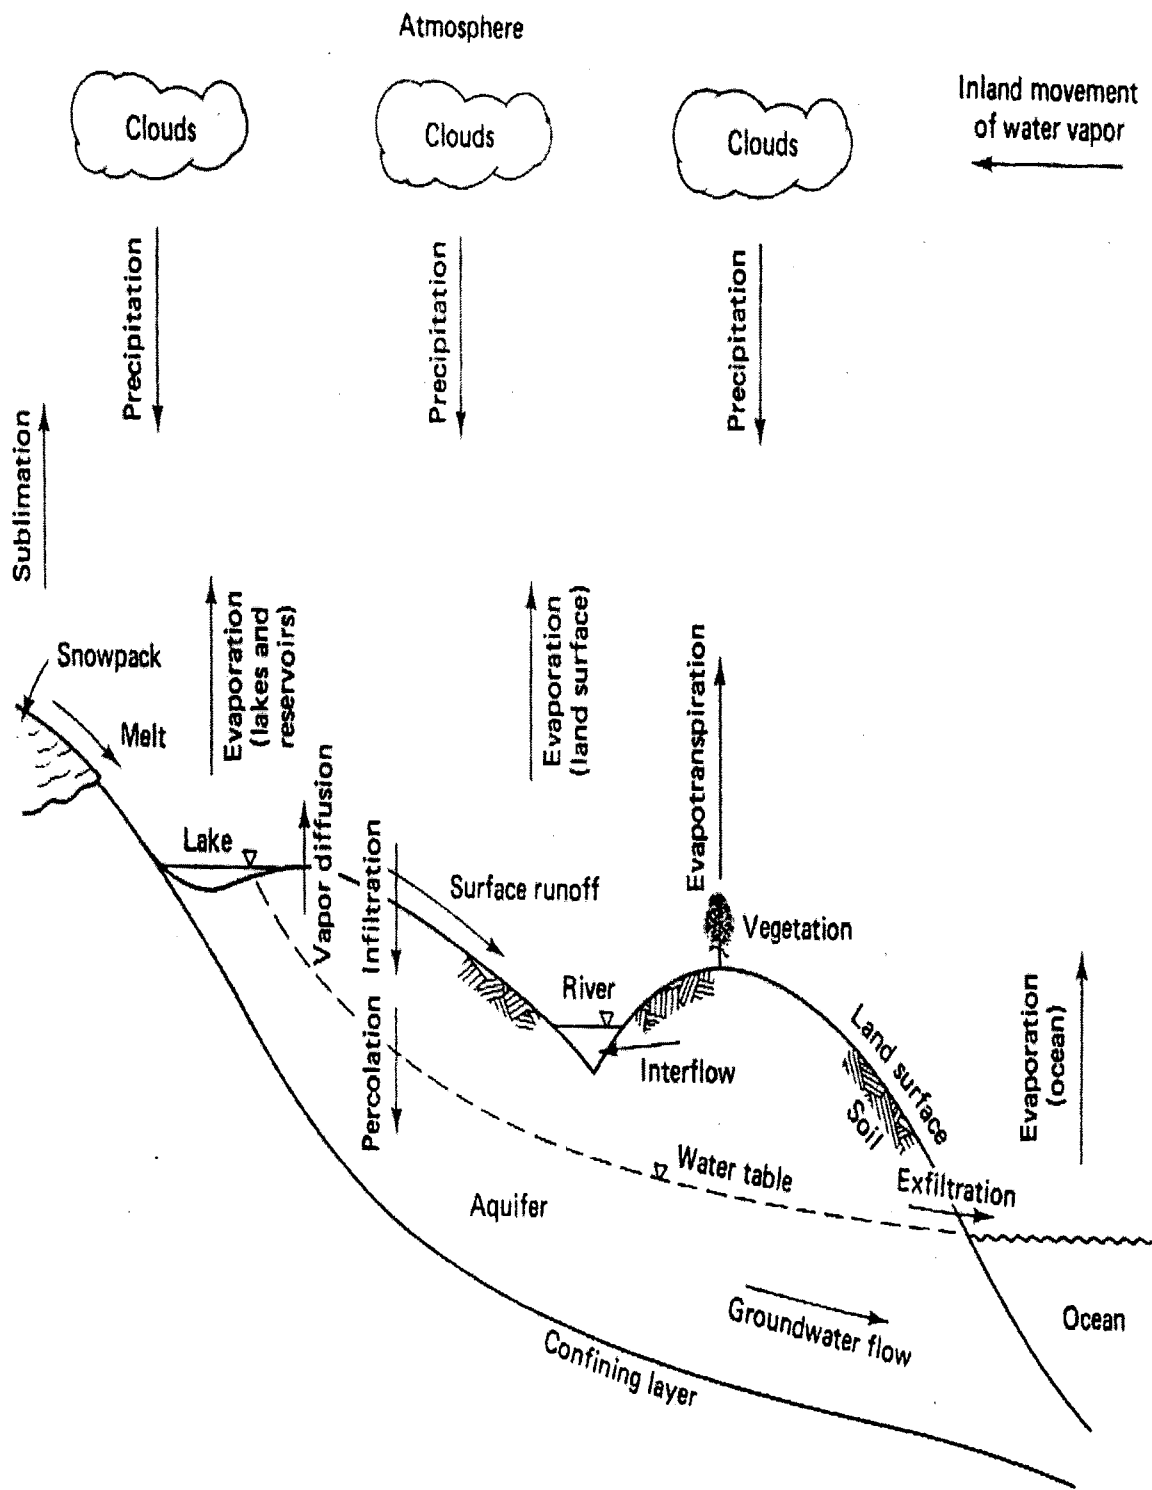 Atmosphere
Clouds
Clouds
Clouds
Inland movement
of water vapor
Precipitation
Precipitation
Precipitation
Sublimation
Snowpack
Melt
Evaporation
(lakes and
reservoirs)
Evaporation
(land surface)
Evapotranspiration
Lake
Vapor diffusion
Infiltration
Surface runoff
Vegetation
River
Interflow
Percolation
Land surface
Soil
Evaporation
(ocean)
Water table
Exfiltration
Aquifer
Groundwater flow
Ocean
Confining layer